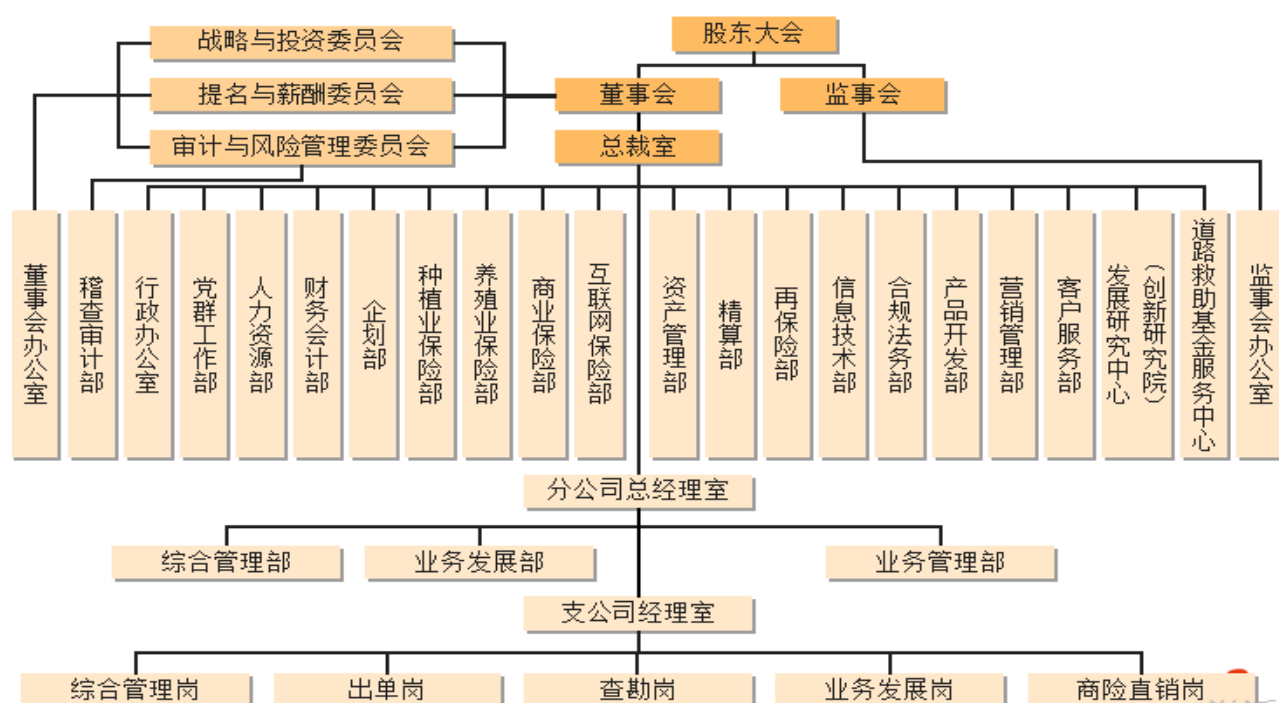 股东大会
战略与投资委员会
提名与薪酬委员会
审计与风险管理委员会
董事会
监事会
总裁室
董事会办公室
稽查审计部
行政办公室
党群工作部
人力资源部
财务会计部
企划部
种植业保险部
养殖业保险部
商业保险部
互联网保险部
资产管理部
精算部
再保险部
信息技术部
合规法务部
产品开发部
营销管理部
客户服务部
发展研究中心
（创新研究院）
道路救助基金服务中心
监事会办公室
分公司总经理室
综合管理部
业务发展部
业务管理部
支公司经理室
综合管理岗
出单岗
查勘岗
业务发展岗
商险直销岗